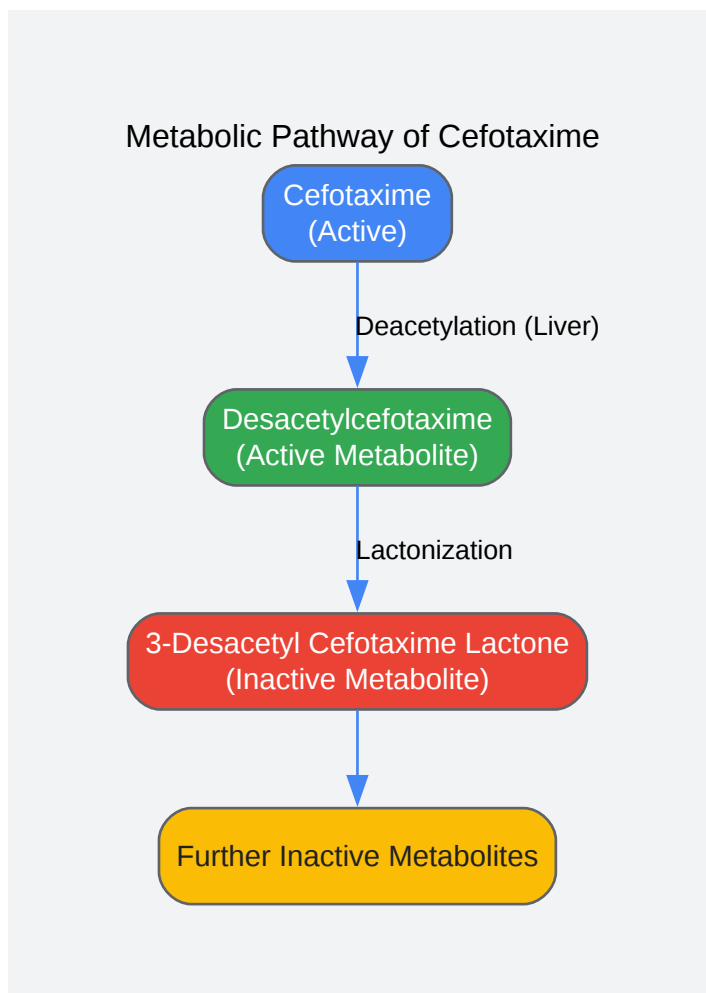 Metabolic Pathway of Cefotaxime
Cefotaxime
(Active)
Deacetylation (Liver)
Desacetylcefotaxime
(Active Metabolite)
Lactonization
3-Desacetyl Cefotaxime Lactone
(Inactive Metabolite)
Further Inactive Metabolites